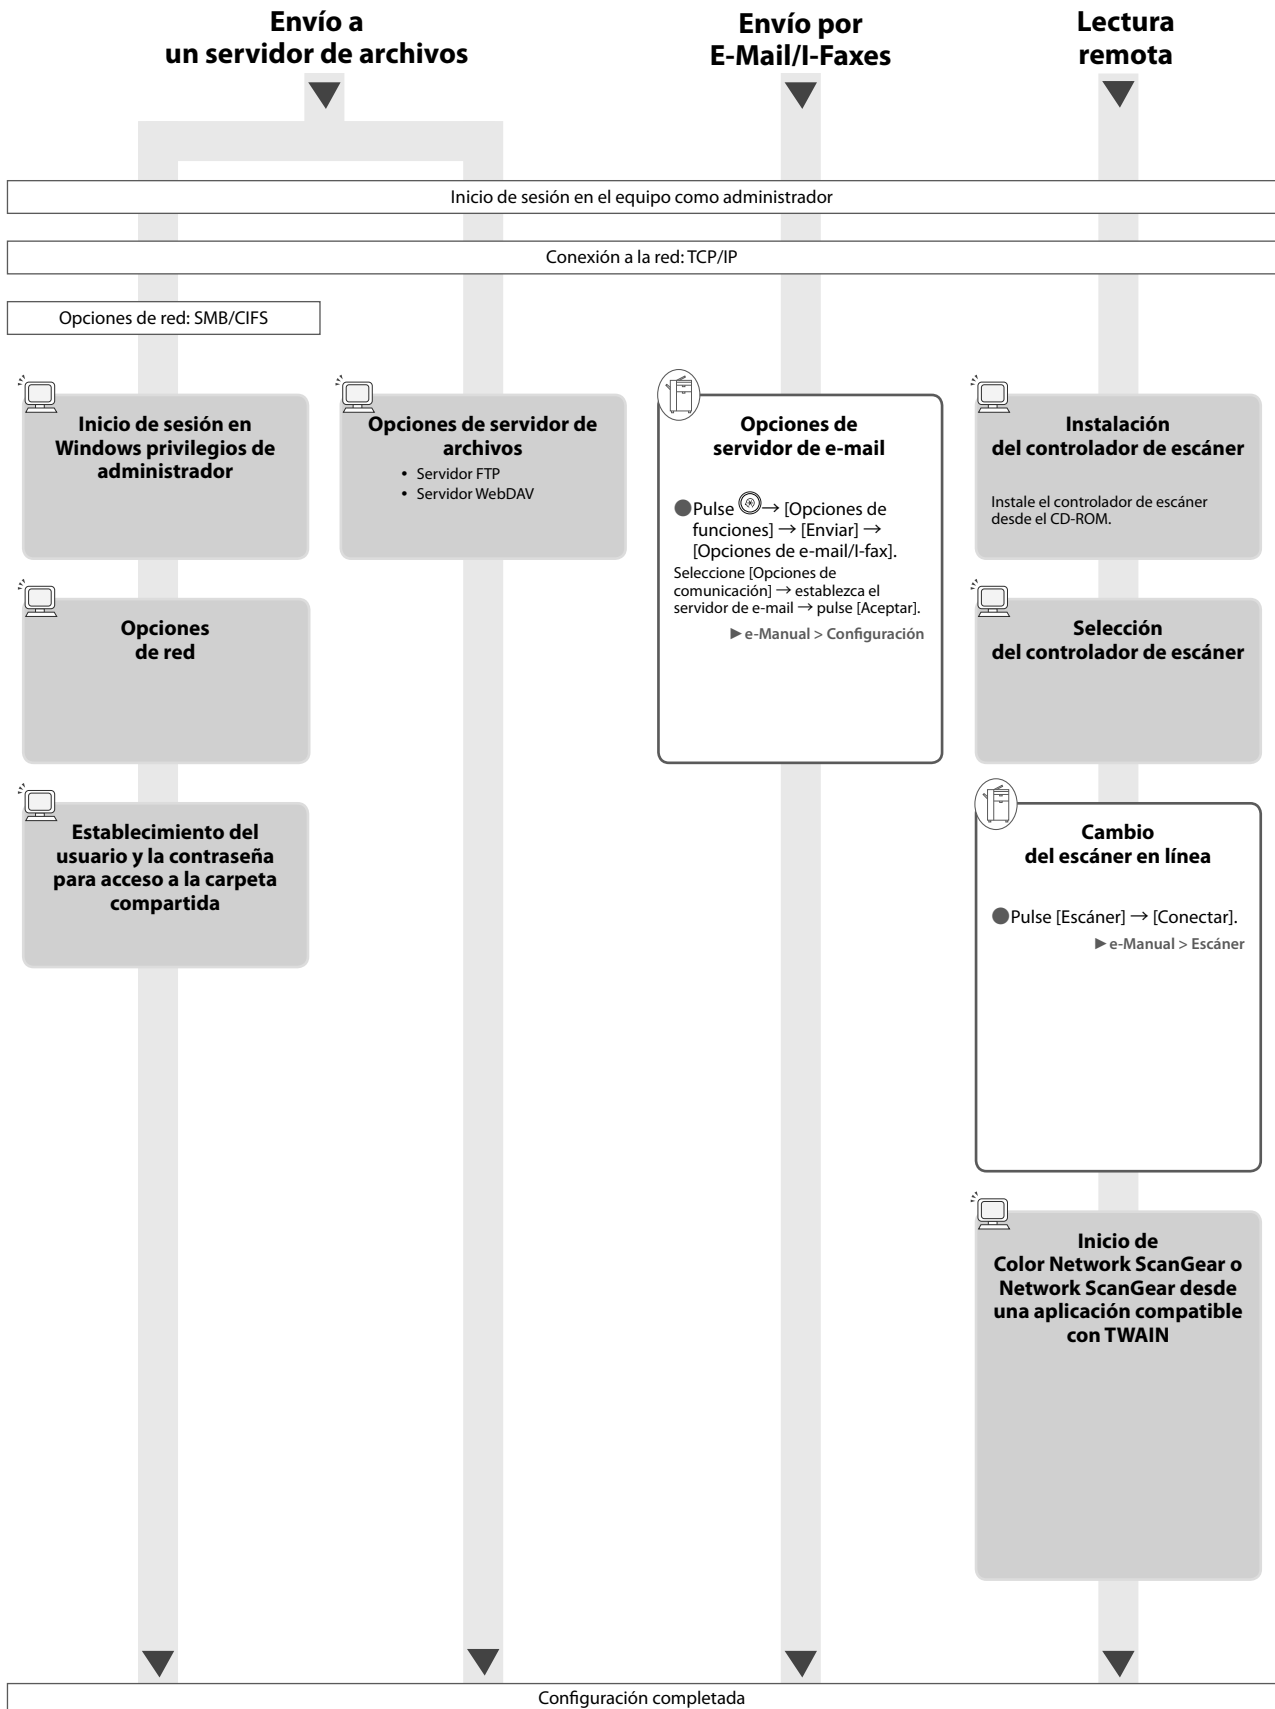 Envío a
un servidor de archivos
Envío por
E-Mail/I-Faxes
Lectura
remota
Inicio de sesión en el equipo como administrador
Conexión a la red: TCP/IP
Opciones de red: SMB/CIFS
Inicio de sesión en
Windows privilegios de
administrador
Opciones
de red
Establecimiento del
usuario y la contraseña
para acceso a la carpeta
compartida
Opciones de servidor de
archivos
• Servidor FTP
• Servidor WebDAV
Opciones de
servidor de e-mail
●Pulse → [Opciones de
funciones] → [Enviar] →
[Opciones de e-mail/I-fax].
Seleccione [Opciones de
comunicación] → establezca el
servidor de e-mail → pulse [Aceptar].
►e-Manual > Configuración
Instalación
del controlador de escáner
Instale el controlador de escáner
desde el CD-ROM.
Selección
del controlador de escáner
Cambio
del escáner en línea
●Pulse [Escáner] → [Conectar].
►e-Manual > Escáner
Inicio de
Color Network ScanGear o
Network ScanGear desde
una aplicación compatible
con TWAIN
Configuración completada